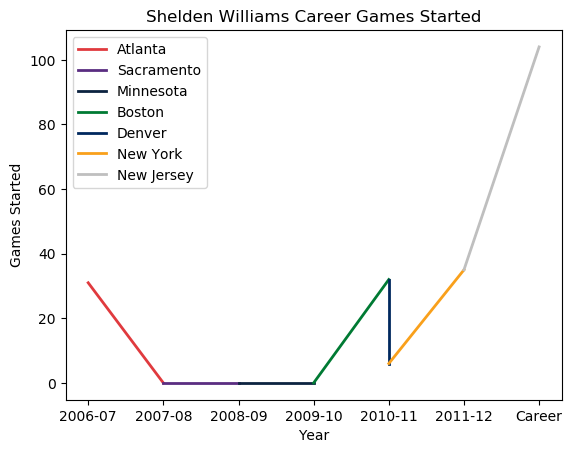 Shelden Williams Career Games Started
Atlanta
Sacramento
Minnesota
Boston
Denver
New York
New Jersey
Games Started
100
80
60
40
20
0
2006-07 2007-08 2008-09 2009-10 2010-11 2011-12 Career
Year